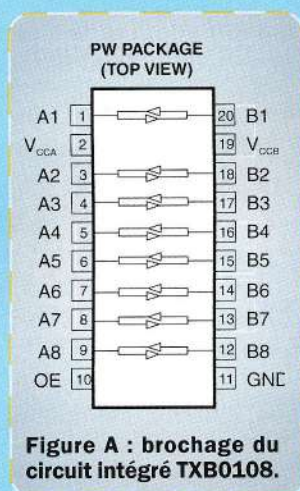 PW PACKAGE
(TOP VIEW)
A1 1 20 B1
VCCA 2 19 VCCB
A2 3 18 B2
A3 4 17 B3
A4 5 16 B4
A5 6 15 B5
A6 7 14 B6
A7 8 13 B7
A8 9 12 B8
OE 10 11 GND
Figure A : brochage du
circuit intégré TXB0108.